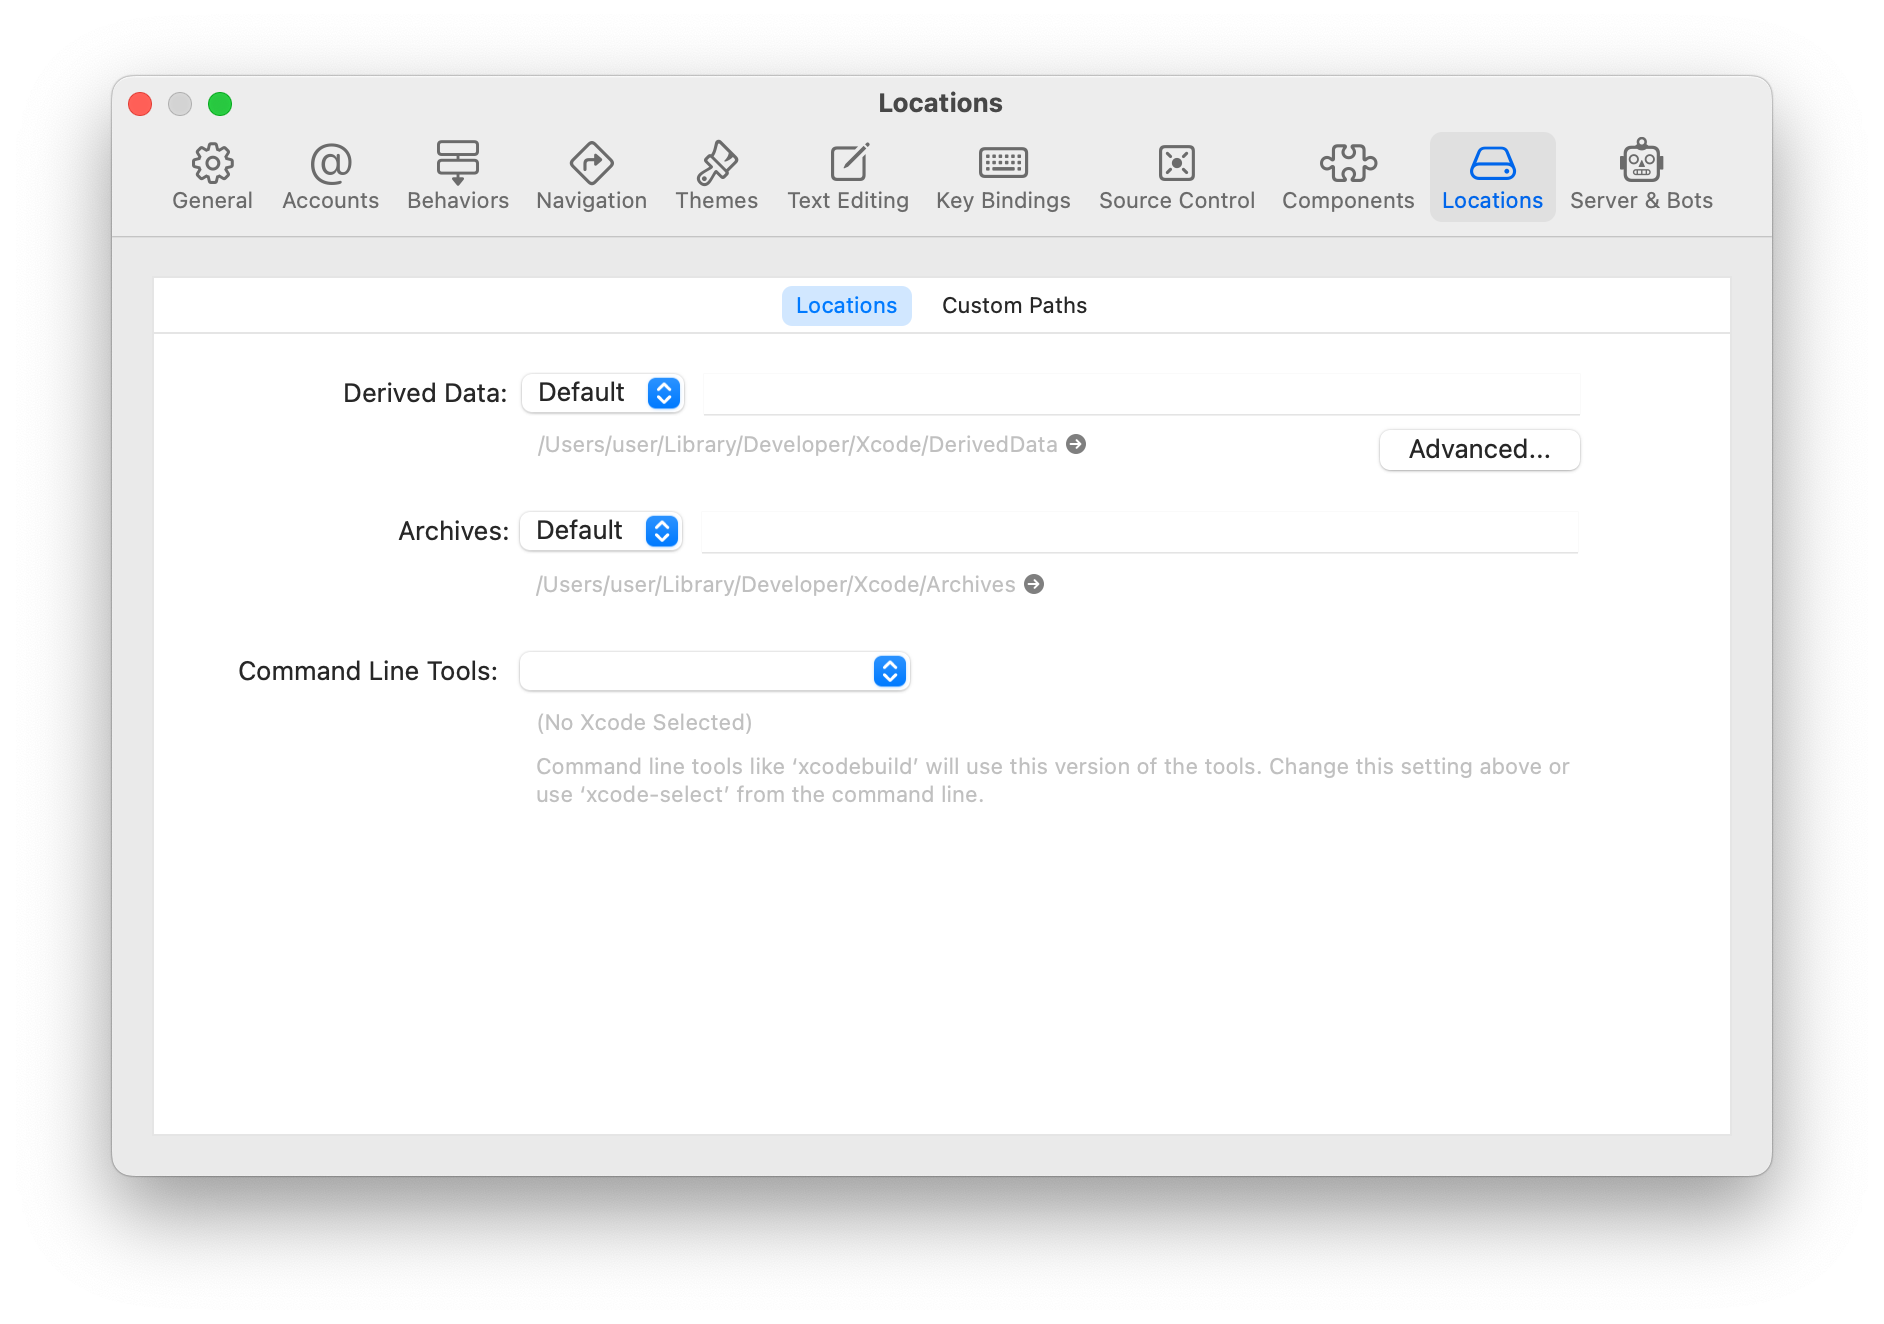 Locations
General Accounts Behaviors Navigation Themes Text Editing Key Bindings Source Control Components Locations Server & Bots
Locations Custom Paths
Derived Data: Default
/Users/user/Library/Developer/Xcode/DerivedData
Advanced...
Archives: Default
/Users/user/Library/Developer/Xcode/Archives
Command Line Tools:
(No Xcode Selected)
Command line tools like ‘xcodebuild’ will use this version of the tools. Change this setting above or
use ‘xcode-select’ from the command line.